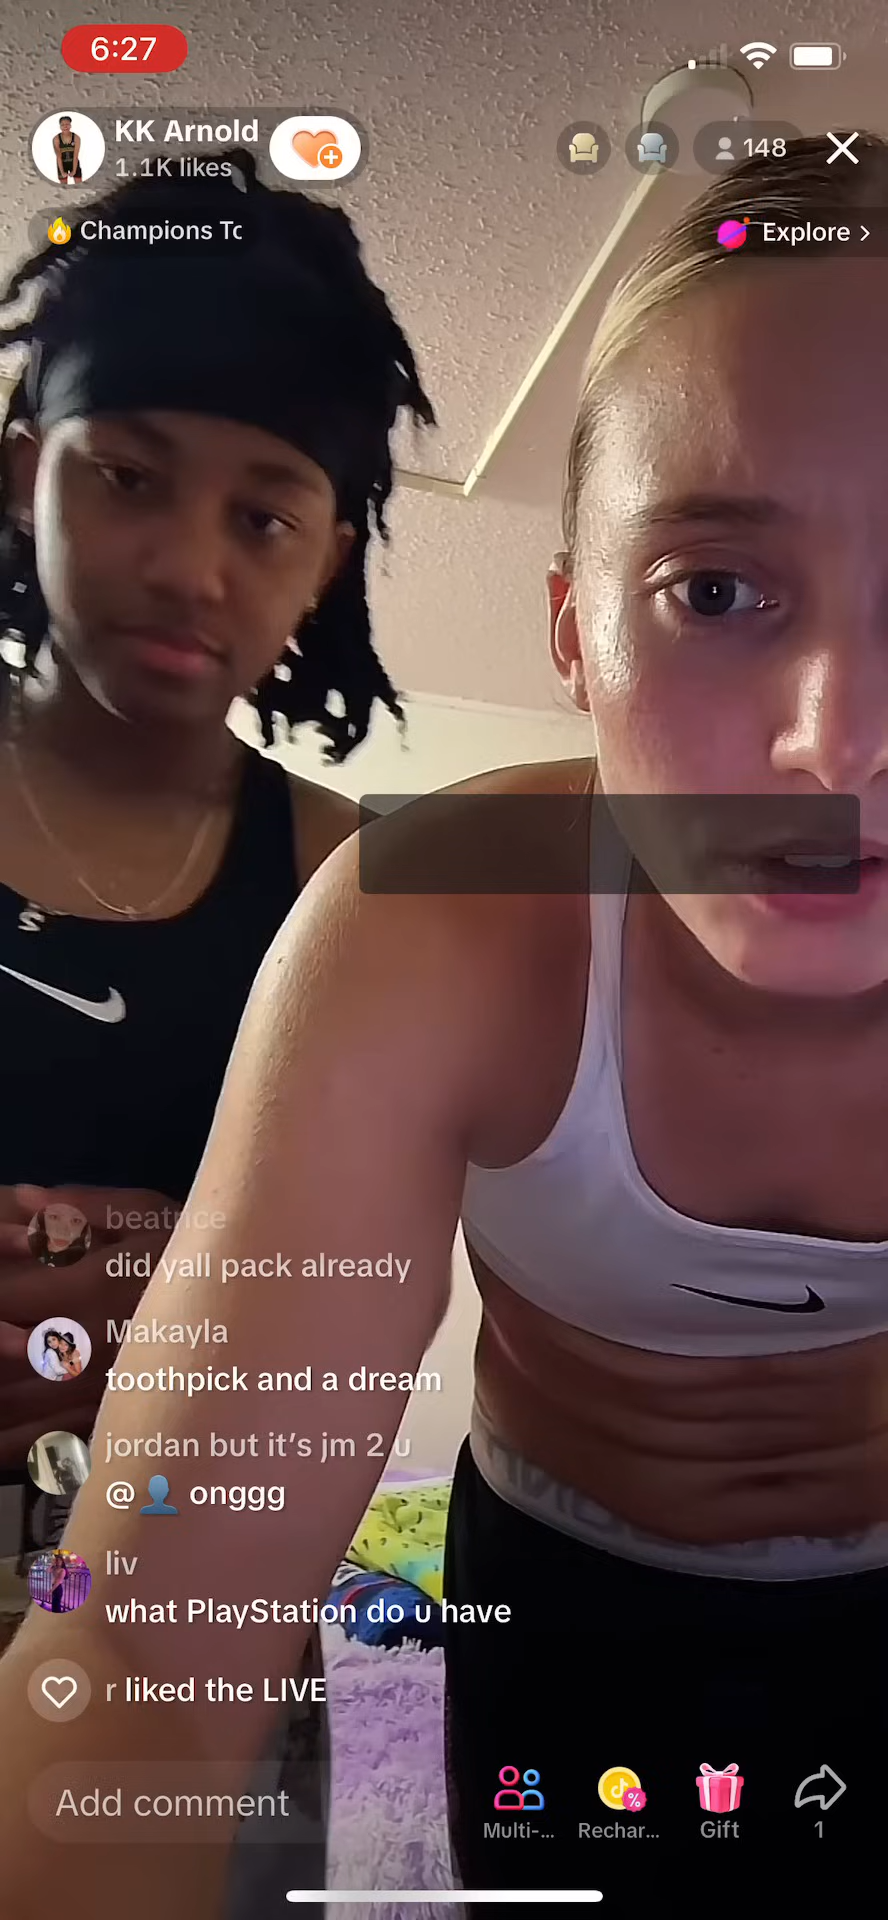 6:27
KK Arnold
1.1K likes
148
Champions Tc
Explore >
S
beatrice
did yall pack already
Makayla
toothpick and a dream
jordan but it's jm 2 u
@👤 onggg
liv
what PlayStation do u have
r liked the LIVE
Add comment
Multi-...
Rechar...
Gift
1